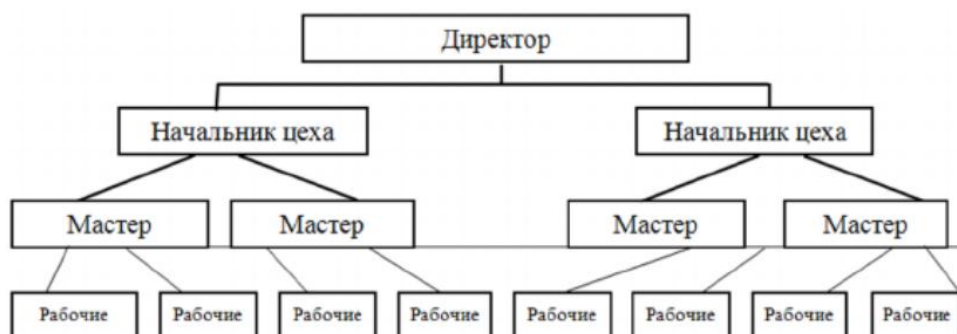 Директор
Начальник цеха Начальник цеха
Мастер Мастер Мастер Мастер
Рабочие Рабочие Рабочие Рабочие Рабочие Рабочие Рабочие Рабочие